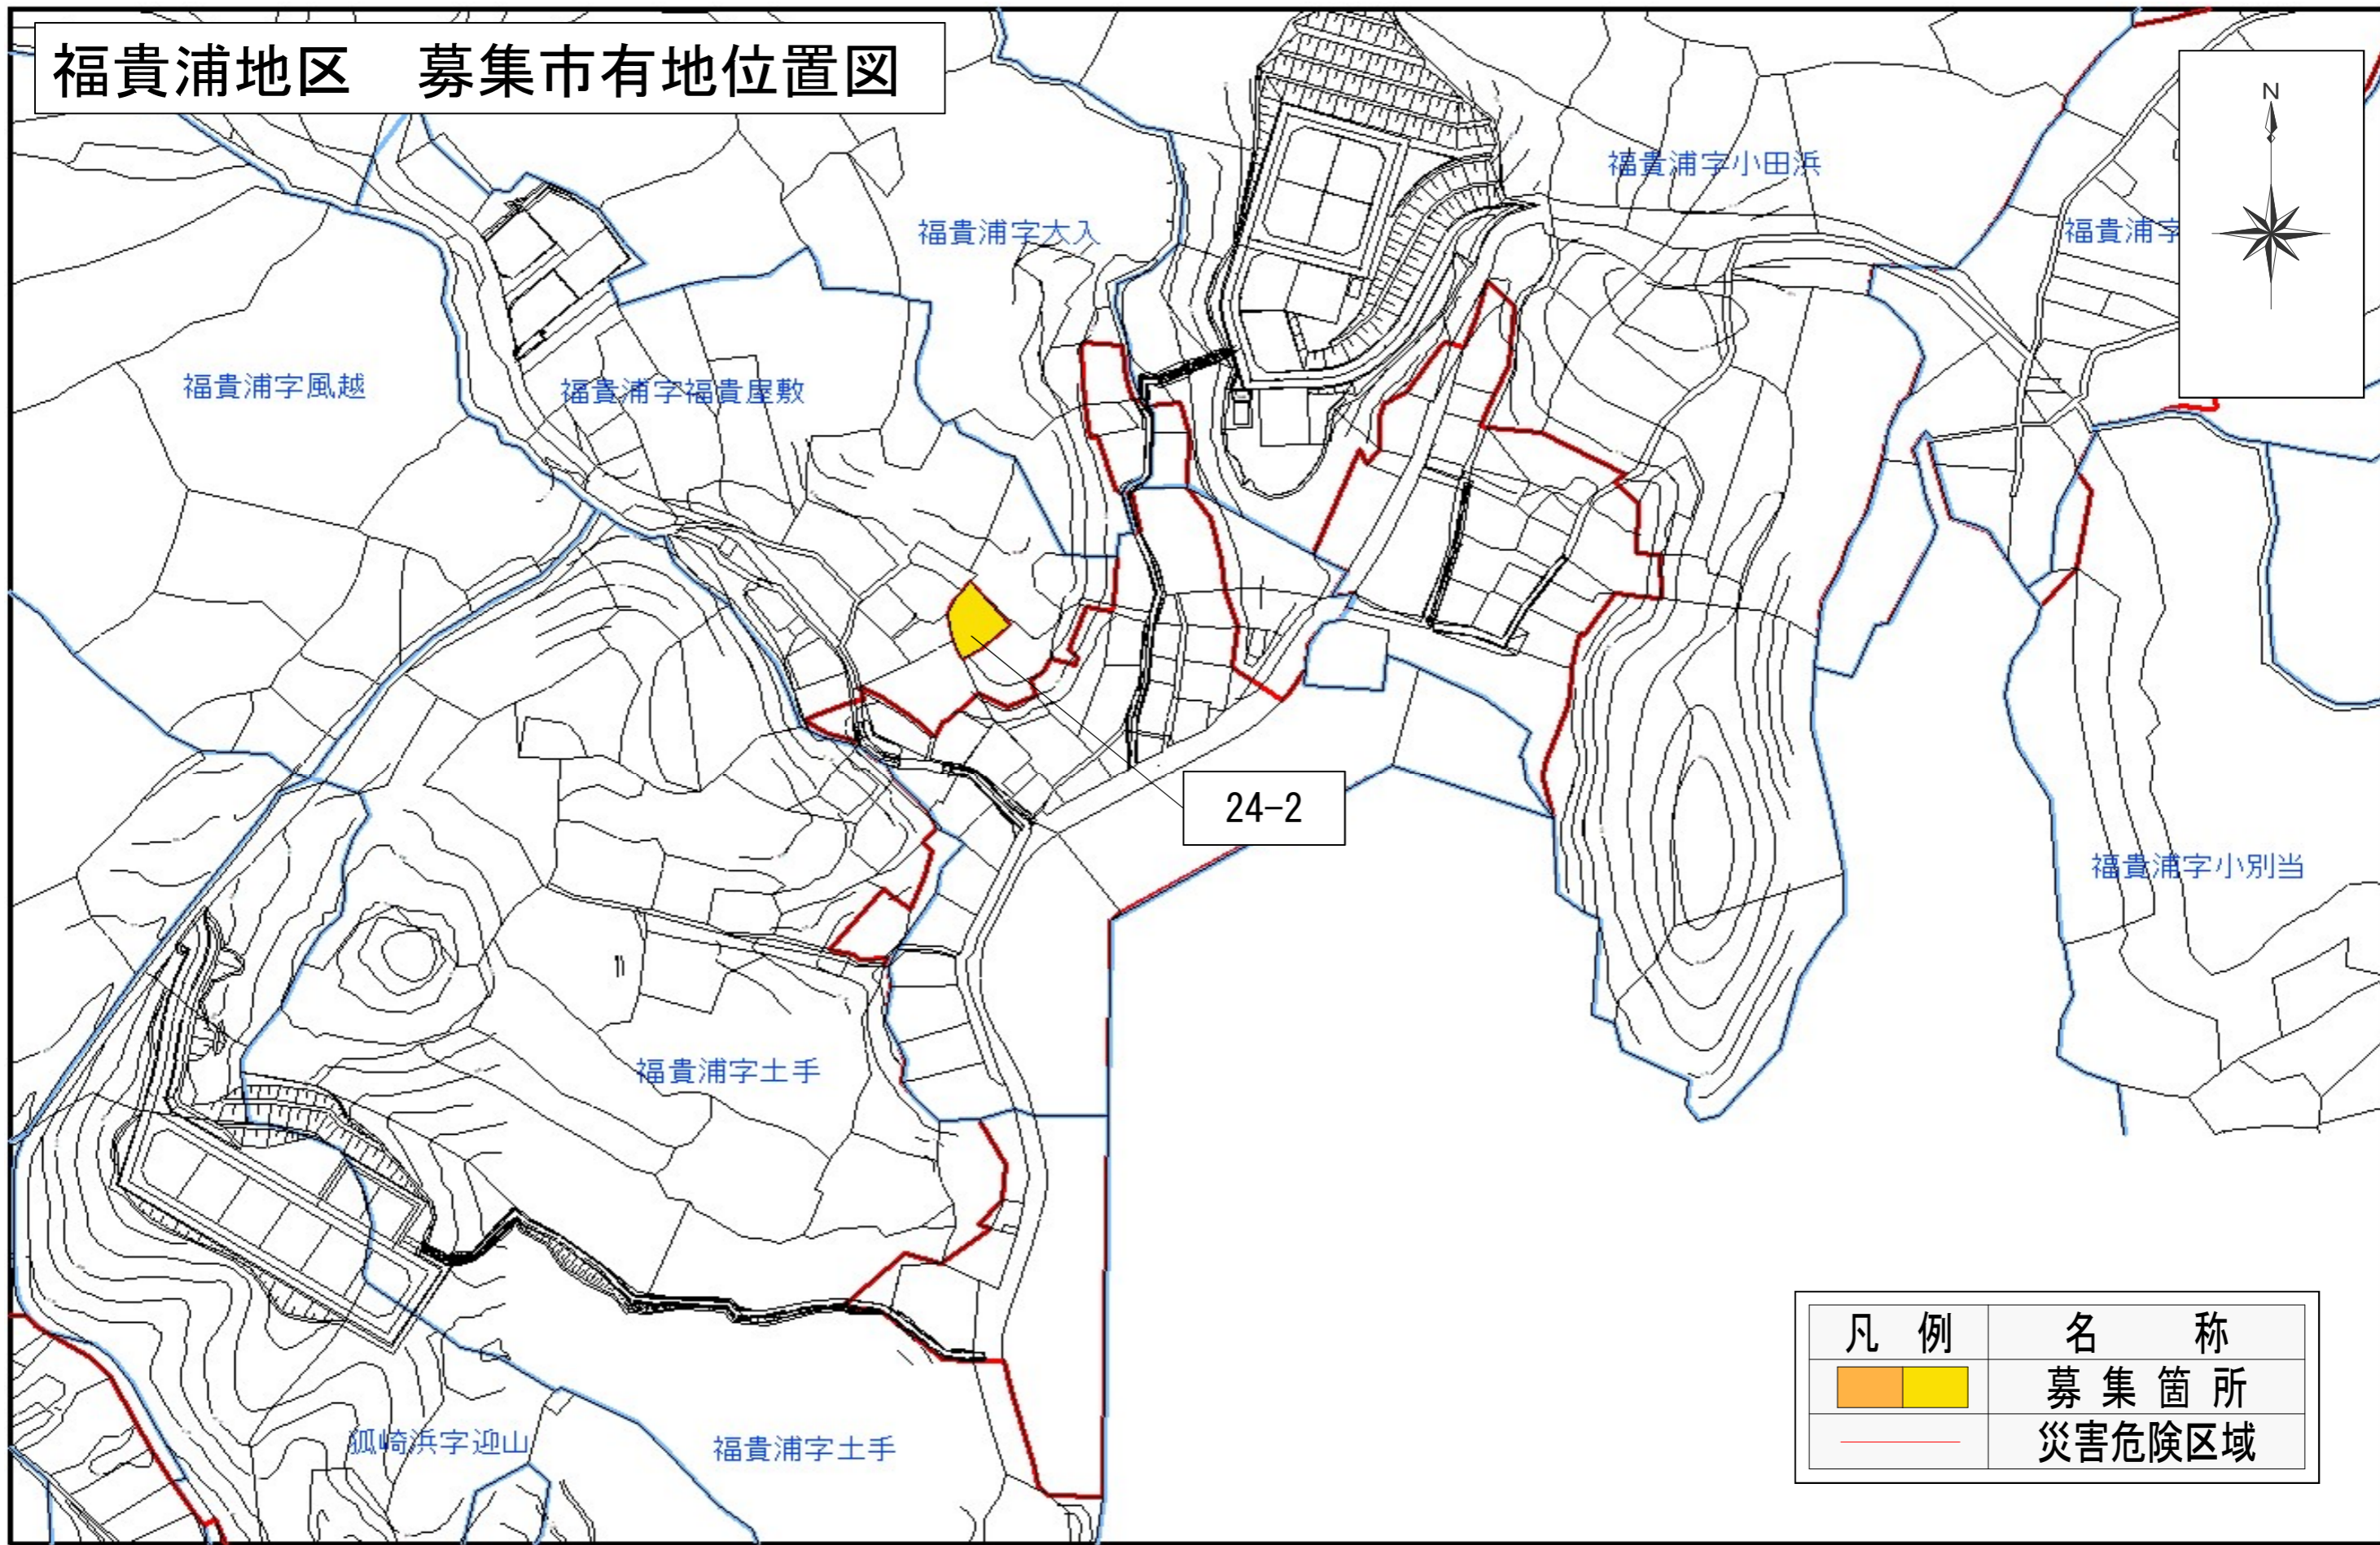 福貴浦地区　募集市有地位置図
N
福貴浦字小田浜
福貴浦字大入
福貴浦字
福貴浦字風越
福貴浦字福貴屋敷
24-2
福貴浦字小別当
福貴浦字土手
狐崎浜字迎山
福貴浦字土手
凡 例 名 称
募 集 箇 所
災害危険区域